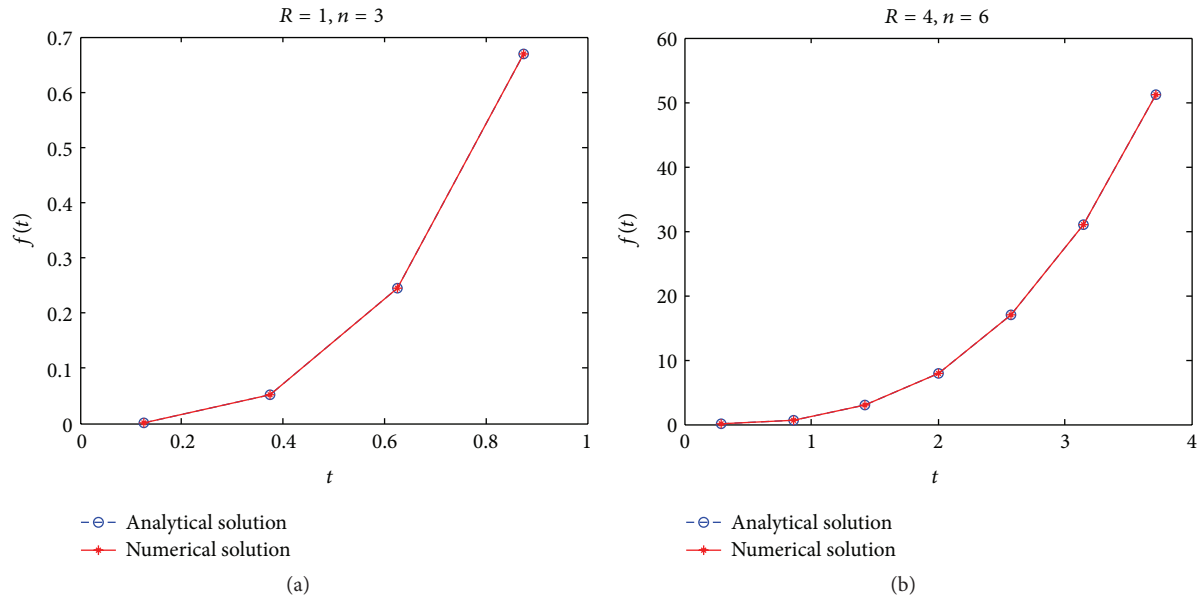 R = 1, n = 3
0.7
0.6
0.5
0.4
0.3
0.2
0.1
0
f(t)
0 0.2 0.4 0.6 0.8 1
t
Analytical solution
Numerical solution
(a)
R = 4, n = 6
60
50
40
30
20
10
0
f(t)
0 1 2 3 4
t
Analytical solution
Numerical solution
(b)